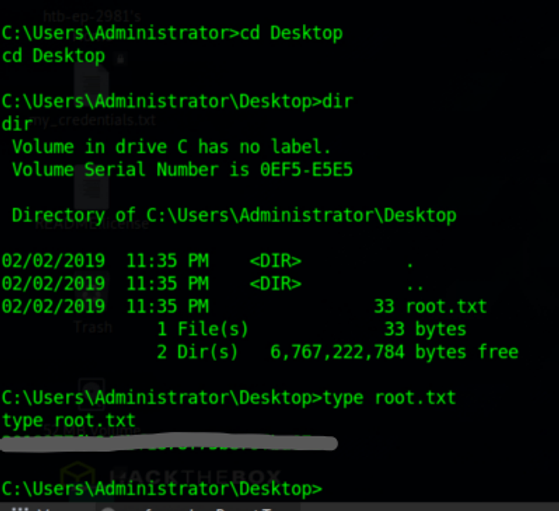 htb-ep-2981's
C:\Users\Administrator>cd Desktop
cd Desktop
C:\Users\Administrator\Desktop>dir
dir
my_credentials.txt
 Volume in drive C has no label.
 Volume Serial Number is 0EF5-E5E5
 Directory of C:\Users\Administrator\Desktop
02/02/2019  11:35 PM    <DIR>          .
02/02/2019  11:35 PM    <DIR>          ..
02/02/2019  11:35 PM                33 root.txt
Trash
               1 File(s)             33 bytes
               2 Dir(s)   6,767,222,784 bytes free
C:\Users\Administrator\Desktop>type root.txt
type root.txt
HACKTHEBOX
C:\Users\Administrator\Desktop>